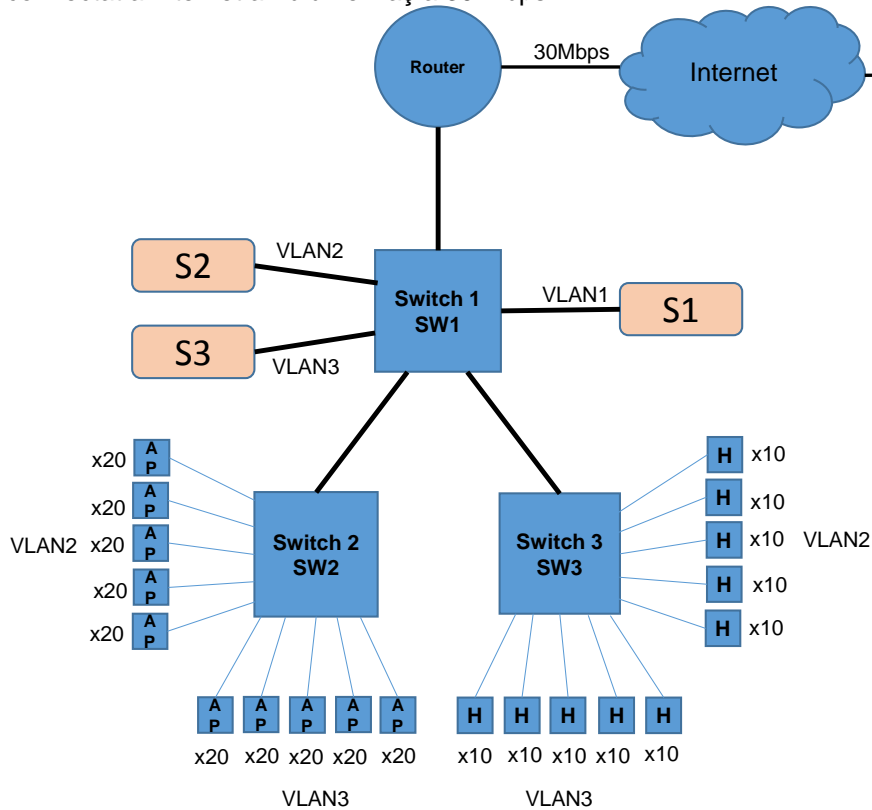 Router
30Mbps
Internet
S2
VLAN2
Switch 1
SW1
VLAN1
S1
S3
VLAN3
x20
A
P
x20
A
P
VLAN2
x20
A
P
x20
A
P
x20
A
P
Switch 2
SW2
Switch 3
SW3
H
x10
H
x10
H
x10
VLAN2
H
x10
H
x10
A
P
A
P
A
P
A
P
A
P
x20
x20
x20
x20
x20
VLAN3
H
H
H
H
H
x10
x10
x10
x10
x10
VLAN3